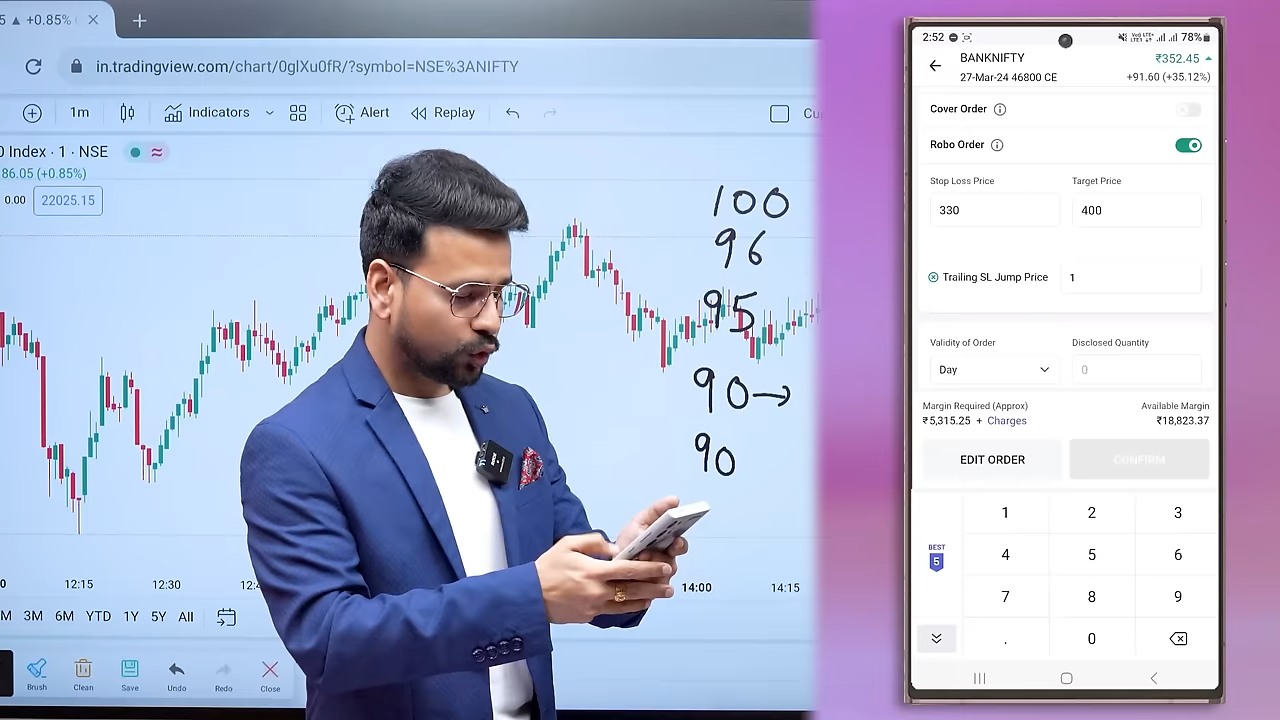 5 ▲ +0.85%
in.tradingview.com/chart/0glXu0fR/?symbol=NSE%3ANIFTY
1m Indicators Alert Replay
Index · 1 · NSE
86.05 (+0.85%)
0.00 22025.15
100
96
95
90→
90
12:15 12:30 14:00 14:15
M 3M 6M YTD 1Y 5Y All
Brush Clean Save Undo Redo Close
2:52 78%
BANKNIFTY ₹352.45
27-Mar-24 46800 CE +91.60 (+35.12%)
Cover Order
Robo Order
Stop Loss Price Target Price
330 400
Trailing SL Jump Price 1
Validity of Order Disclosed Quantity
Day 0
Margin Required (Approx) Available Margin
₹5,315.25 + Charges ₹18,823.37
EDIT ORDER CONFIRM
1 2 3
BEST 5
4 5 6
7 8 9
. 0